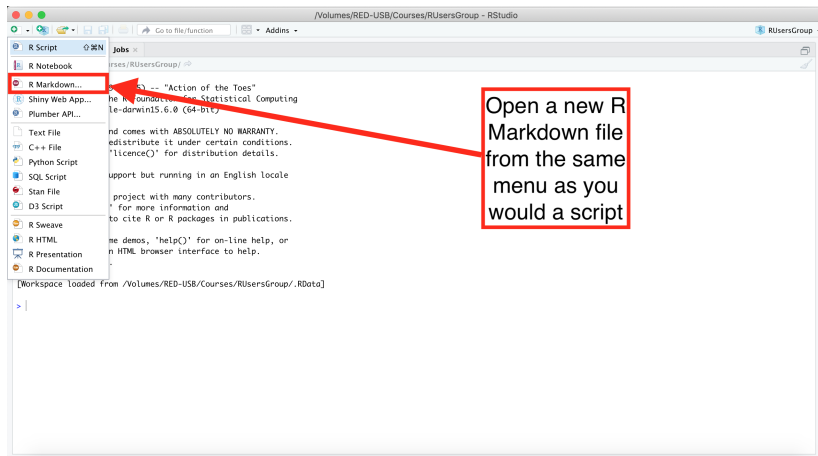 /Volumes/RED-USB/Courses/RUsersGroup - RStudio
Go to file/function
Addins
RUsersGroup
R Script ⇧⌘N
Jobs ×
R Notebook
urses/RUsersGroup/
R Markdown...
-- "Action of the Toes"
Shiny Web App...
he R Foundation for Statistical Computing
Plumber API...
le-darwin15.6.0 (64-bit)
Text File
nd comes with ABSOLUTELY NO WARRANTY.
C++ File
edistribute it under certain conditions.
'licence()' for distribution details.
Python Script
SQL Script
upport but running in an English locale
Stan File
project with many contributors.
D3 Script
' for more information and
to cite R or R packages in publications.
R Sweave
R HTML
me demos, 'help()' for on-line help, or
R Presentation
n HTML browser interface to help.
R Documentation
[Workspace loaded from /Volumes/RED-USB/Courses/RUsersGroup/.RData]
>
Open a new R
Markdown file
from the same
menu as you
would a script